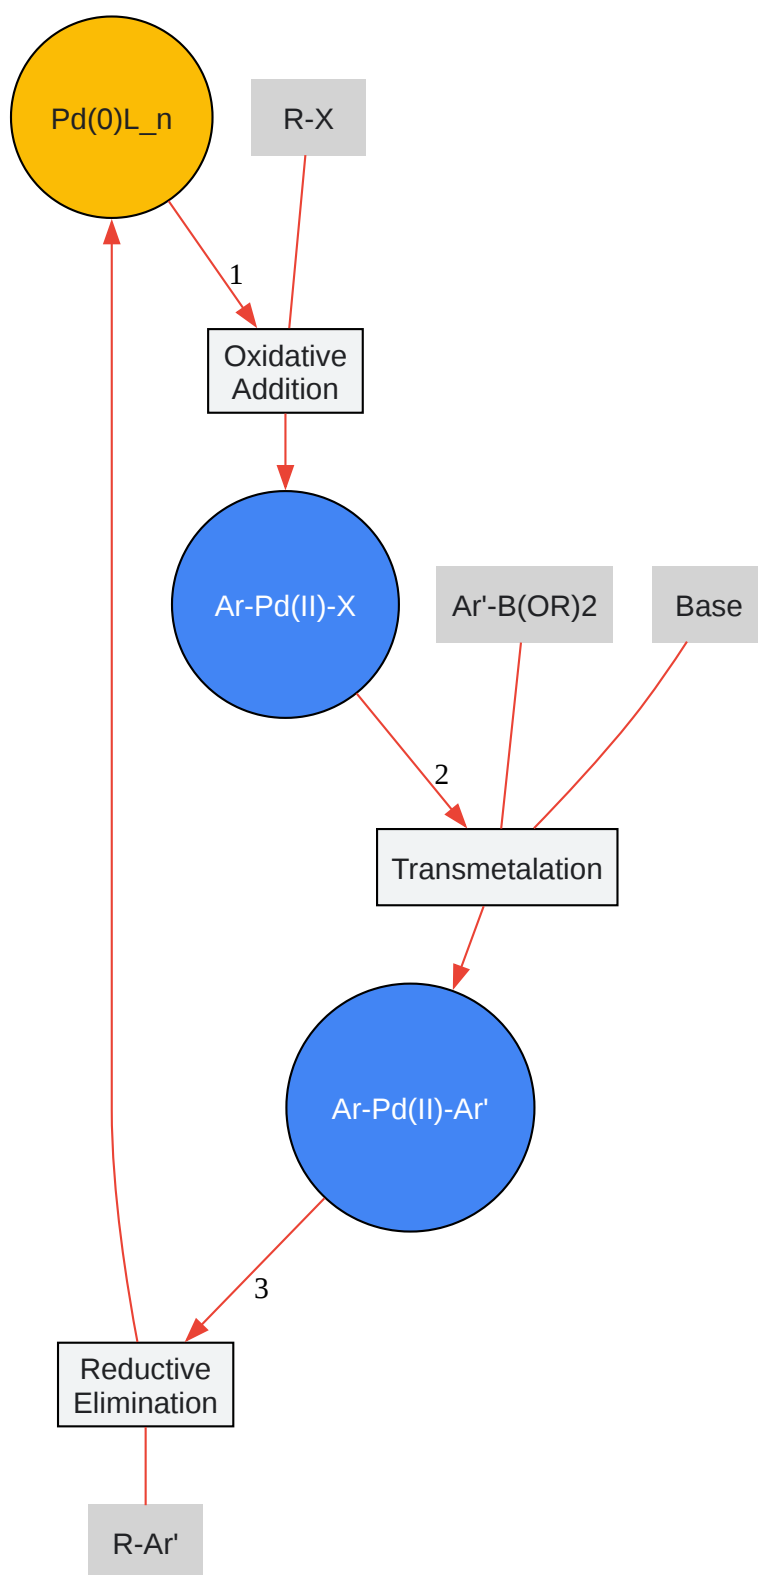 Pd(0)L_n
R-X
1
Oxidative
Addition
Ar-Pd(II)-X
Ar'-B(OR)2
Base
2
Transmetalation
Ar-Pd(II)-Ar'
3
Reductive
Elimination
R-Ar'